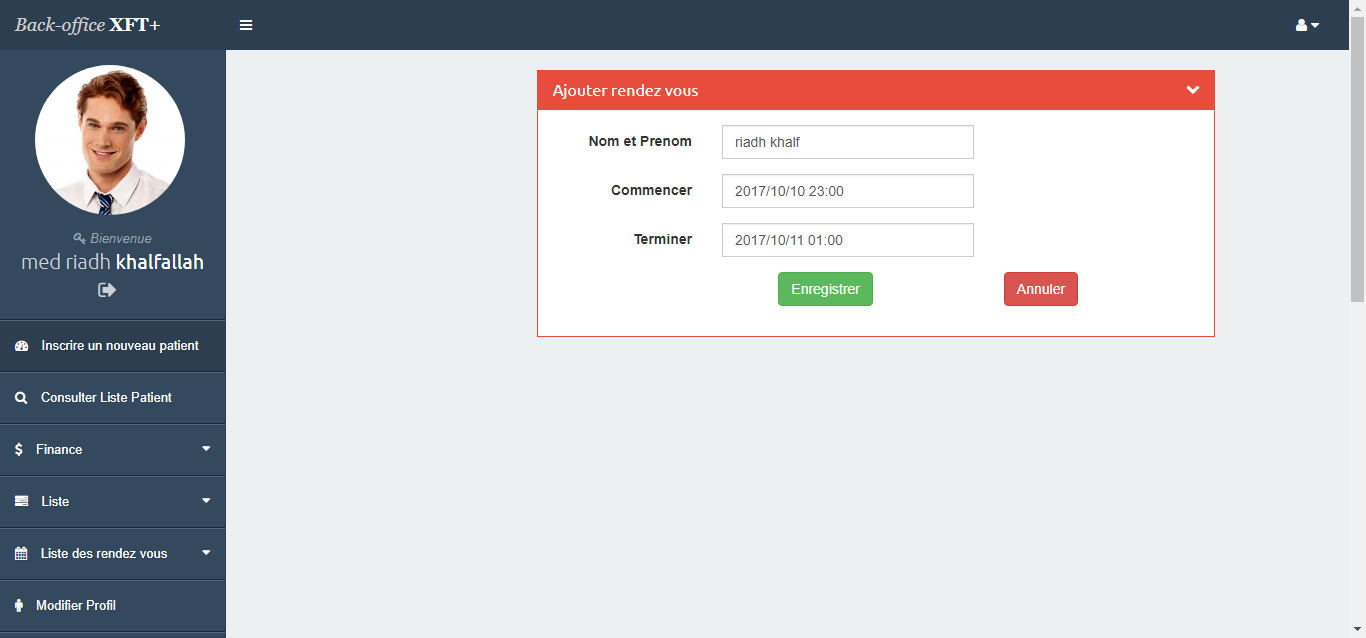 Back-office XFT+
Bienvenue
med riadh khalfallah
Inscrire un nouveau patient
Consulter Liste Patient
Finance
Liste
Liste des rendez vous
Modifier Profil
Ajouter rendez vous
Nom et Prenom riadh khalf
Commencer 2017/10/10 23:00
Terminer 2017/10/11 01:00
Enregistrer Annuler